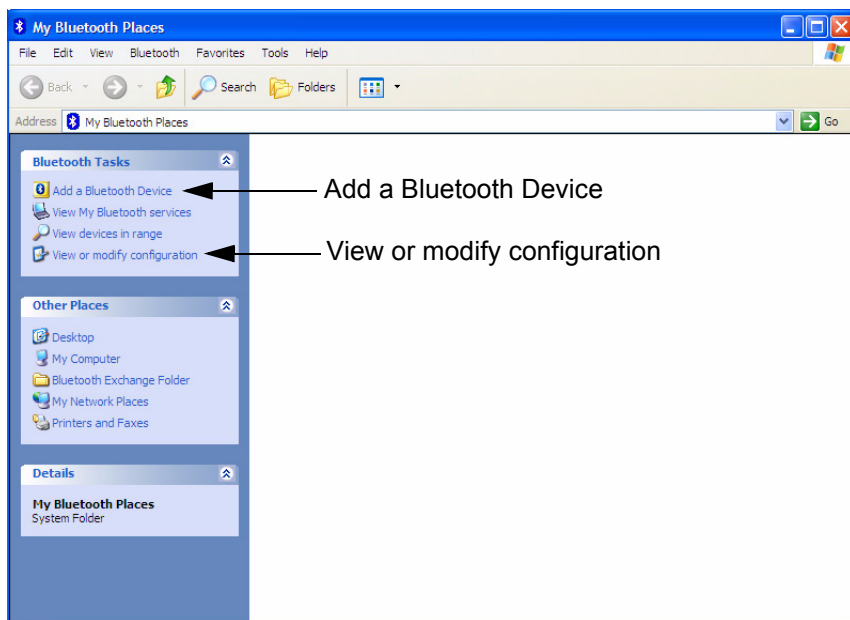 My Bluetooth Places
File Edit View Bluetooth Favorites Tools Help
Back Search Folders
Address My Bluetooth Places Go
Bluetooth Tasks
Add a Bluetooth Device
Add a Bluetooth Device
View My Bluetooth services
View devices in range
View or modify configuration
View or modify configuration
Other Places
Desktop
My Computer
Bluetooth Exchange Folder
My Network Places
Printers and Faxes
Details
My Bluetooth Places
System Folder